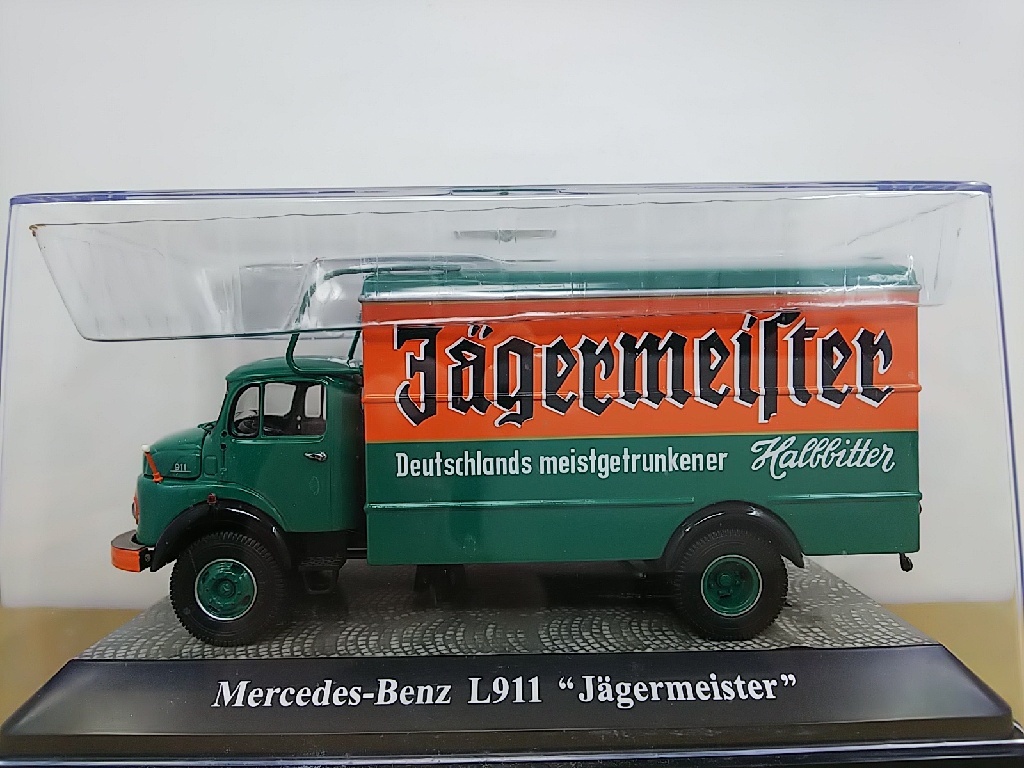 Jägermeiſter
Deutschlands meistgetrunkener Halbbitter
911
Mercedes-Benz L911 “Jägermeister”